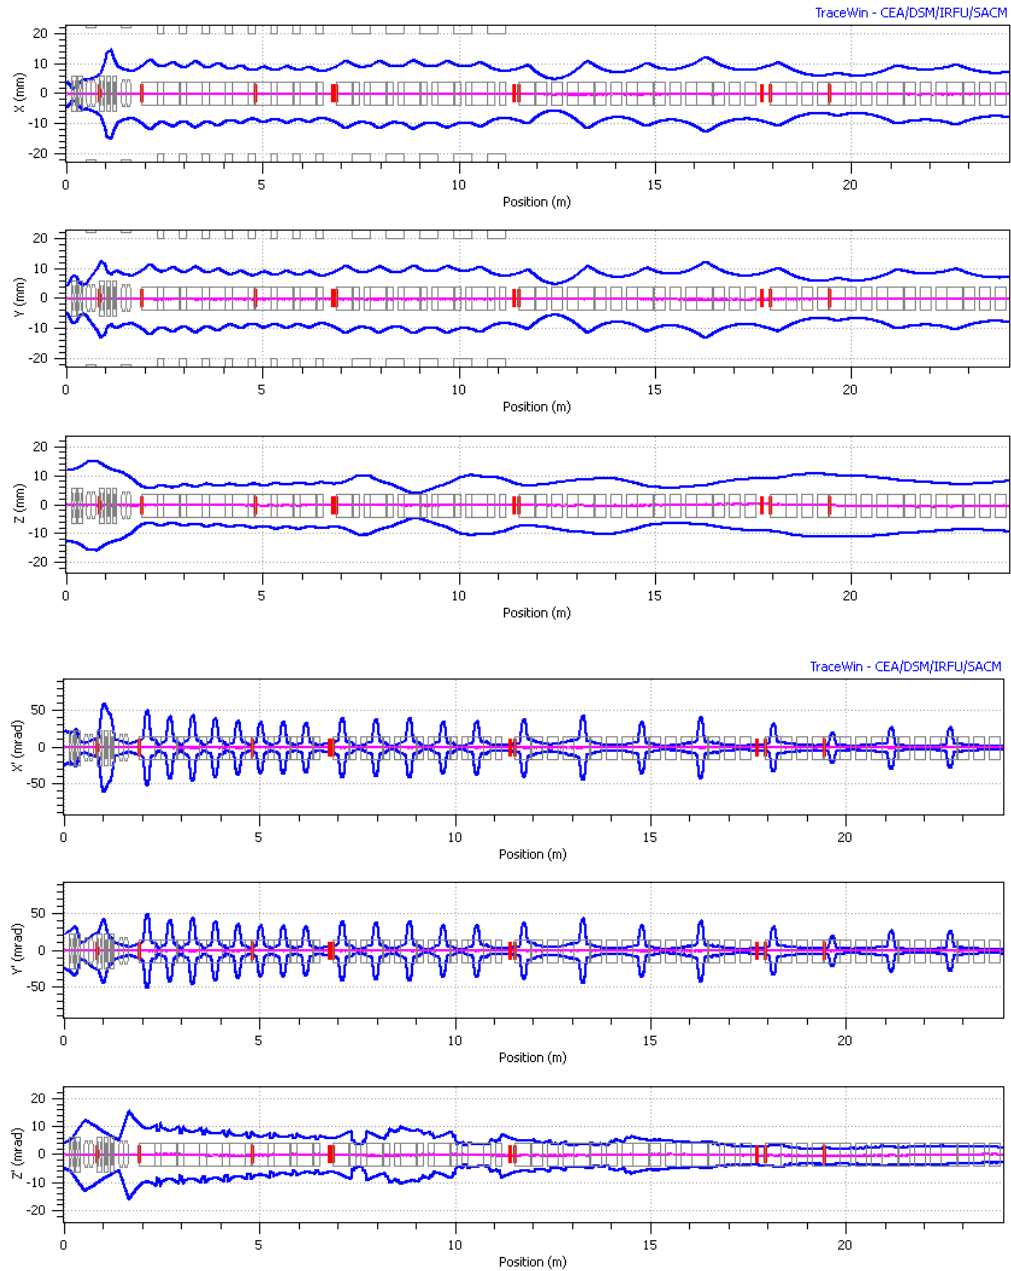 TraceWin - CEA/DSM/IRFU/SACM
X (mm)
20
10
0
-10
-20
0 5 10 15 20
Position (m)
Y (mm)
20
10
0
-10
-20
0 5 10 15 20
Position (m)
Z (mm)
20
10
0
-10
-20
0 5 10 15 20
Position (m)
TraceWin - CEA/DSM/IRFU/SACM
X' (mrad)
50
0
-50
0 5 10 15 20
Position (m)
Y' (mrad)
50
0
-50
0 5 10 15 20
Position (m)
Z' (mrad)
20
10
0
-10
-20
0 5 10 15 20
Position (m)